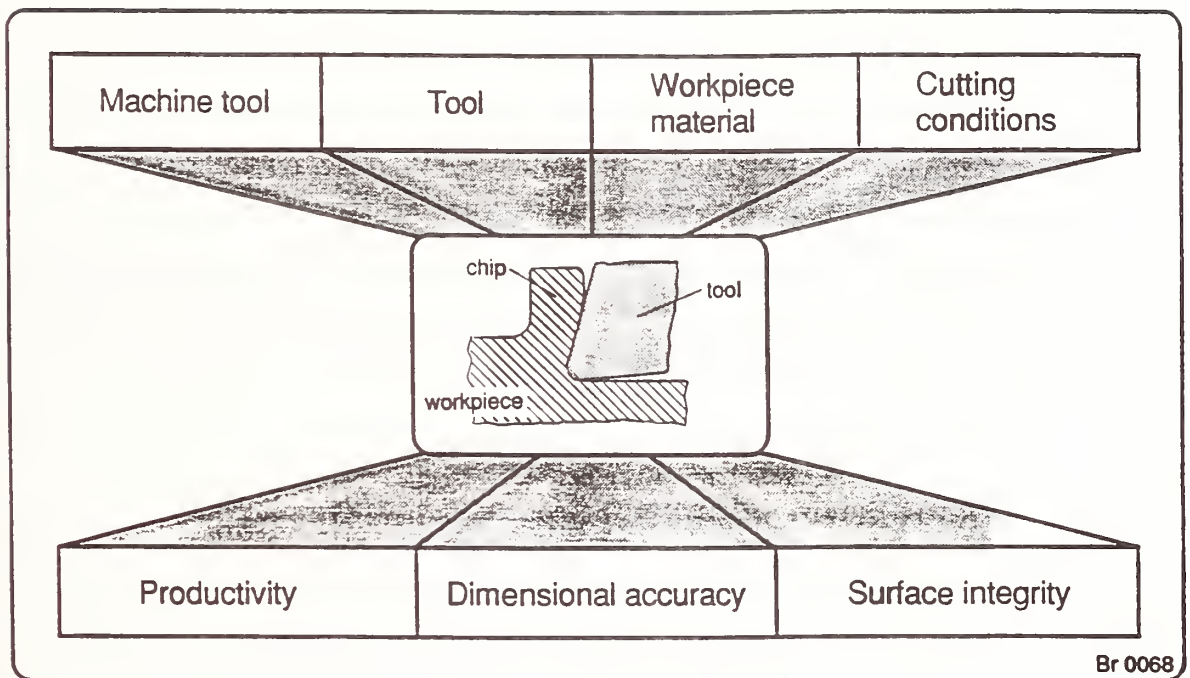 Machine tool
Tool
Workpiece
material
Cutting
conditions
chip
tool
workpiece
Productivity
Dimensional accuracy
Surface integrity
Br 0068